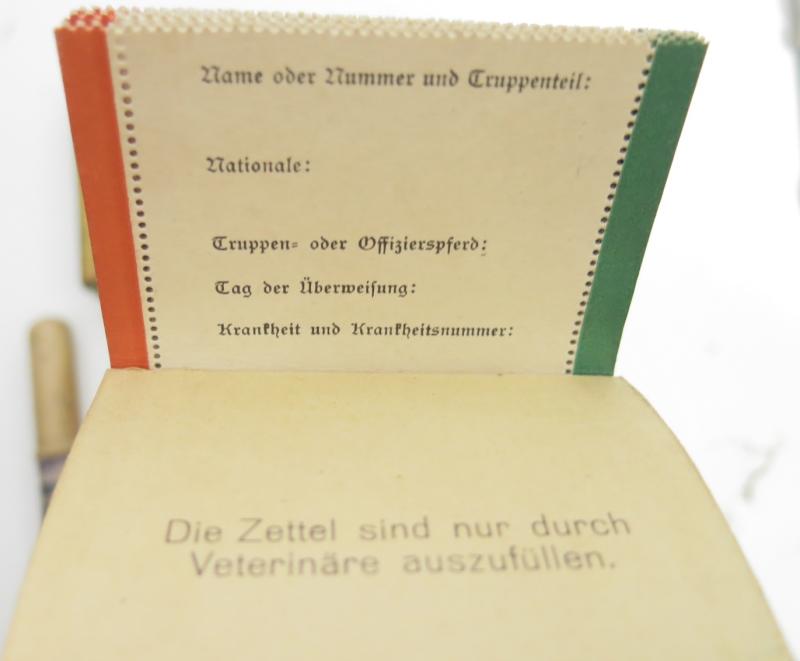 Name oder Nummer und Truppenteil:
Nationale:
Truppen- oder Offizierspferd:
Tag der Überweisung:
Krankheit und Krankheitsnummer:
Die Zettel sind nur durch
Veterinäre auszufüllen.